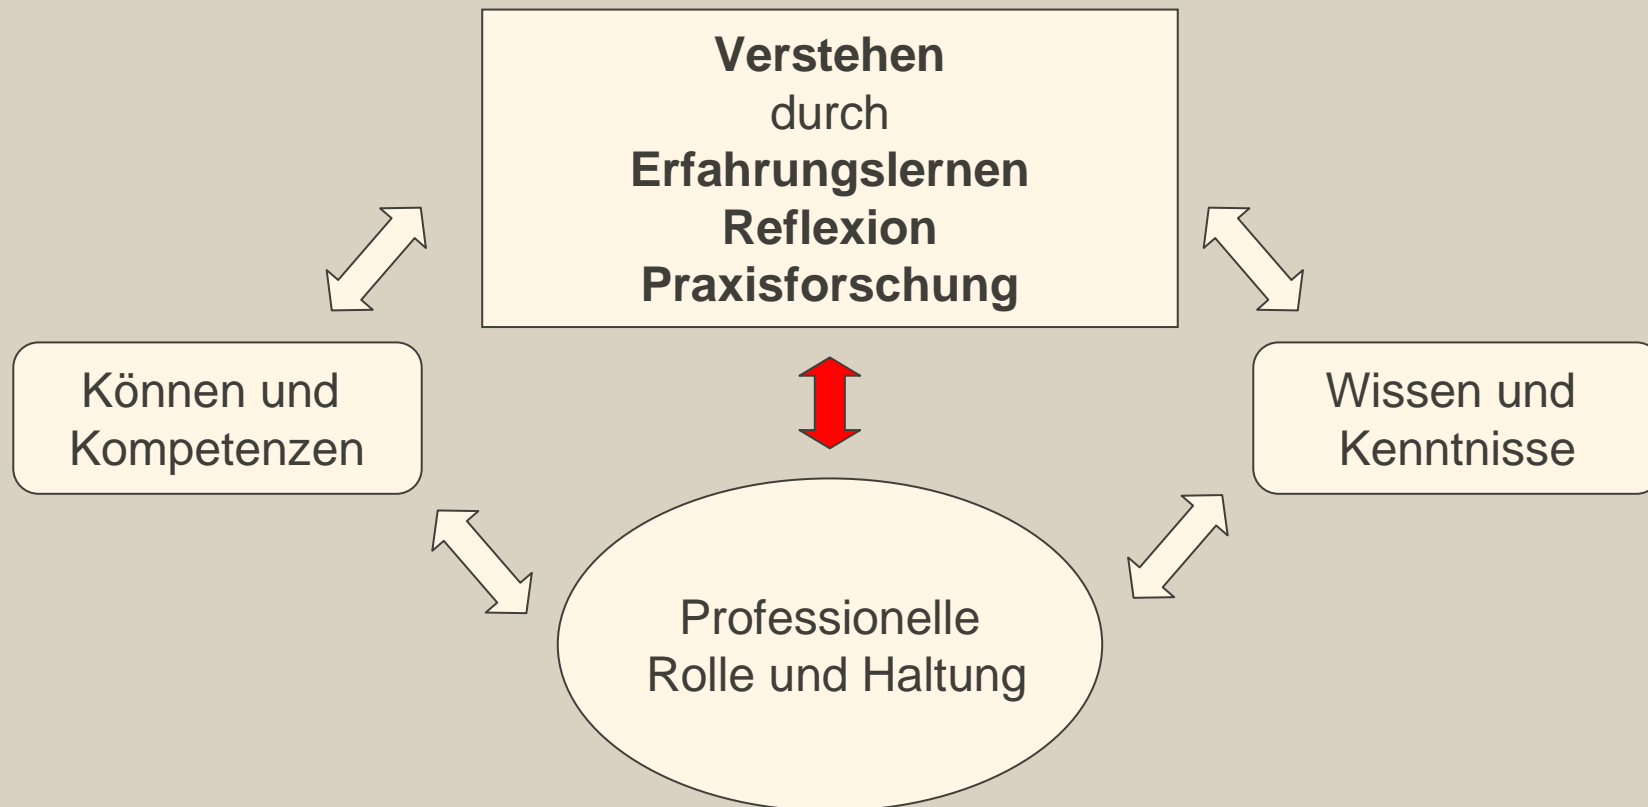 Verstehen
durch
Erfahrungslernen
Reflexion
Praxisforschung
Können und
Kompetenzen
Wissen und
Kenntnisse
Professionelle
Rolle und Haltung